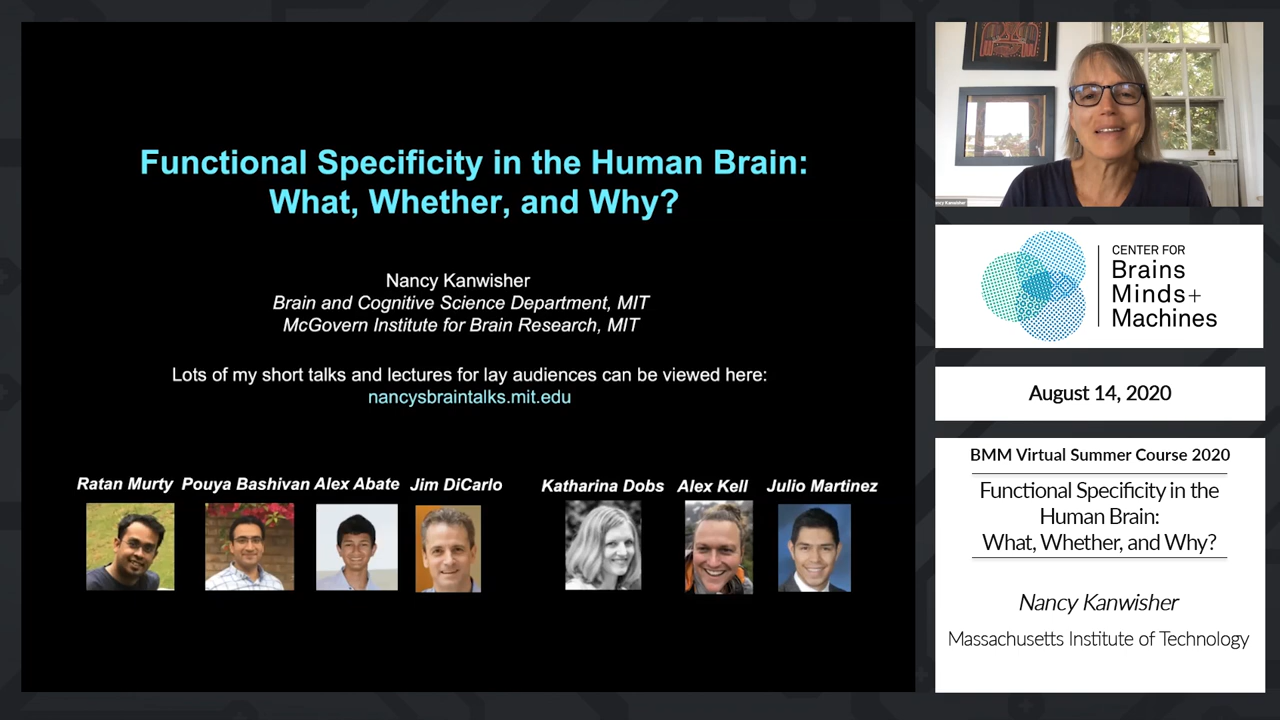 Functional Specificity in the Human Brain:
What, Whether, and Why?
Nancy Kanwisher
Brain and Cognitive Science Department, MIT
McGovern Institute for Brain Research, MIT
Lots of my short talks and lectures for lay audiences can be viewed here:
nancysbraintalks.mit.edu
Ratan Murty Pouya Bashivan Alex Abate Jim DiCarlo Katharina Dobs Alex Kell Julio Martinez
Nancy Kanwisher
CENTER FOR
Brains
Minds+
Machines
August 14, 2020
BMM Virtual Summer Course 2020
Functional Specificity in the
Human Brain:
What, Whether, and Why?
Nancy Kanwisher
Massachusetts Institute of Technology